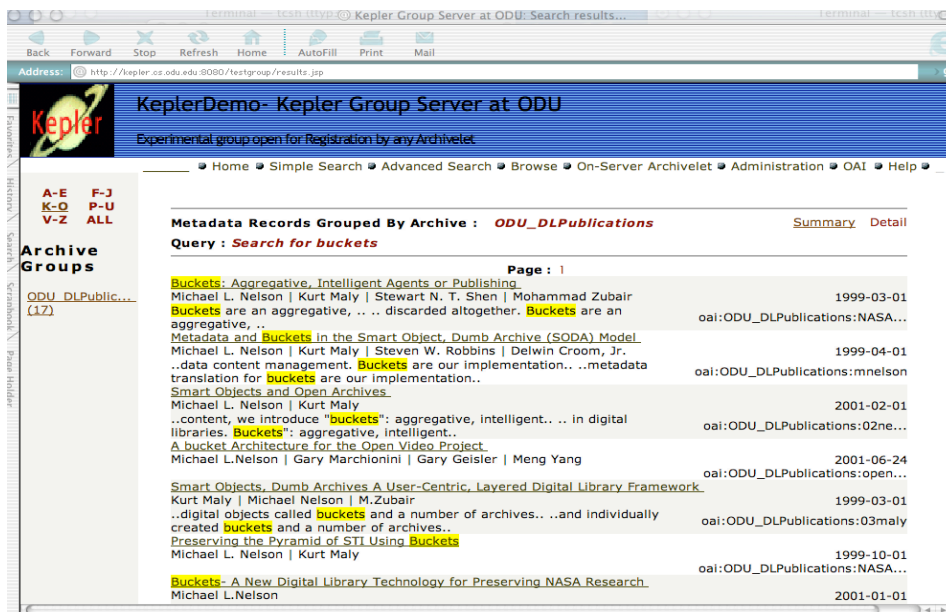 Terminal — tcsh (ttyp
Kepler Group Server at ODU: Search results...
Terminal — tcsh (ttyp
Back Forward Stop Refresh Home AutoFill Print Mail
Address: http://kepler.cs.odu.edu:8080/testgroup/results.jsp
Favorites
History
Search
Scrapbook
Page Holder
Kepler
KeplerDemo- Kepler Group Server at ODU
Experimental group open for Registration by any Archivelet
Home Simple Search Advanced Search Browse On-Server Archivelet Administration OAI Help
A-E F-J
K-O P-U
V-Z ALL
Archive
Groups
ODU_DLPublic...
(17)
Metadata Records Grouped By Archive : ODU_DLPublications Summary Detail
Query : Search for buckets
Page : 1
Buckets: Aggregative, Intelligent Agents or Publishing
Michael L. Nelson | Kurt Maly | Stewart N. T. Shen | Mohammad Zubair 1999-03-01
Buckets are an aggregative, .. .. discarded altogether. Buckets are an oai:ODU_DLPublications:NASA...
aggregative, ..
Metadata and Buckets in the Smart Object, Dumb Archive (SODA) Model
Michael L. Nelson | Kurt Maly | Steven W. Robbins | Delwin Croom, Jr. 1999-04-01
..data content management. Buckets are our implementation.. ..metadata oai:ODU_DLPublications:mnelson
translation for buckets are our implementation..
Smart Objects and Open Archives
Michael L. Nelson | Kurt Maly 2001-02-01
..content, we introduce "buckets": aggregative, intelligent.. .. in digital oai:ODU_DLPublications:02ne...
libraries. Buckets": aggregative, intelligent..
A bucket Architecture for the Open Video Project
Michael L.Nelson | Gary Marchionini | Gary Geisler | Meng Yang 2001-06-24
oai:ODU_DLPublications:open...
Smart Objects, Dumb Archives A User-Centric, Layered Digital Library Framework
Kurt Maly | Michael Nelson | M.Zubair 1999-03-01
..digital objects called buckets and a number of archives.. ..and individually oai:ODU_DLPublications:03maly
created buckets and a number of archives..
Preserving the Pyramid of STI Using Buckets
Michael L. Nelson | Kurt Maly 1999-10-01
oai:ODU_DLPublications:NASA...
Buckets- A New Digital Library Technology for Preserving NASA Research
Michael L.Nelson 2001-01-01